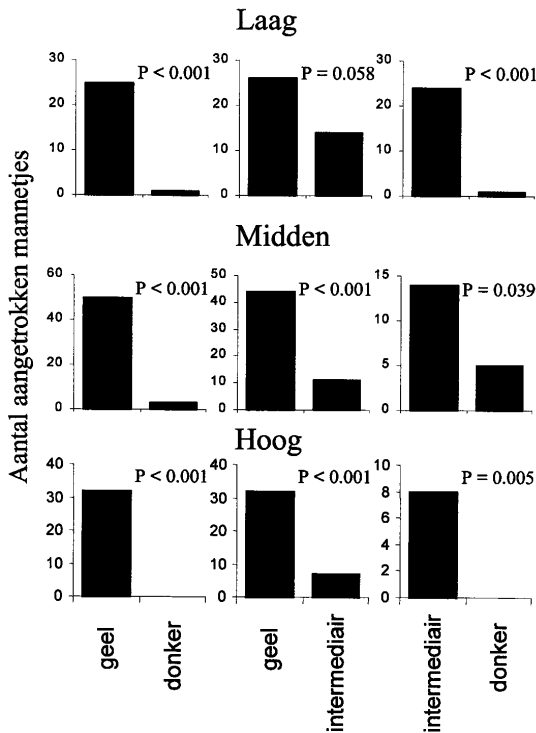 Laag
Aantal aangetrokken mannetjes
30
20
10
0
P < 0.001
30
20
10
0
P = 0.058
30
20
10
0
P < 0.001
Midden
60
40
20
0
P < 0.001
50
40
30
20
10
0
P < 0.001
15
10
5
0
P = 0.039
Hoog
40
30
20
10
0
P < 0.001
40
30
20
10
0
P < 0.001
8
6
4
2
0
P = 0.005
geel
donker
geel
intermediair
intermediair
donker